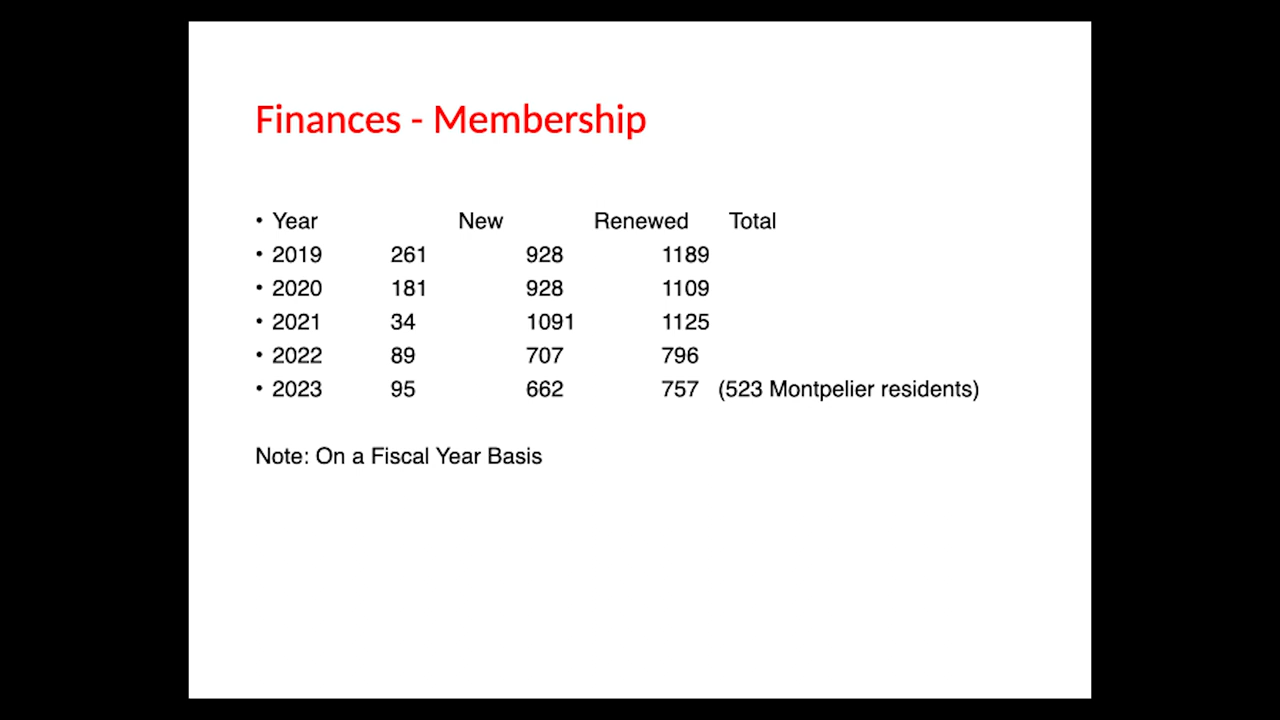 Finances - Membership
• Year New Renewed Total
• 2019 261 928 1189
• 2020 181 928 1109
• 2021 34 1091 1125
• 2022 89 707 796
• 2023 95 662 757 (523 Montpelier residents)
Note: On a Fiscal Year Basis